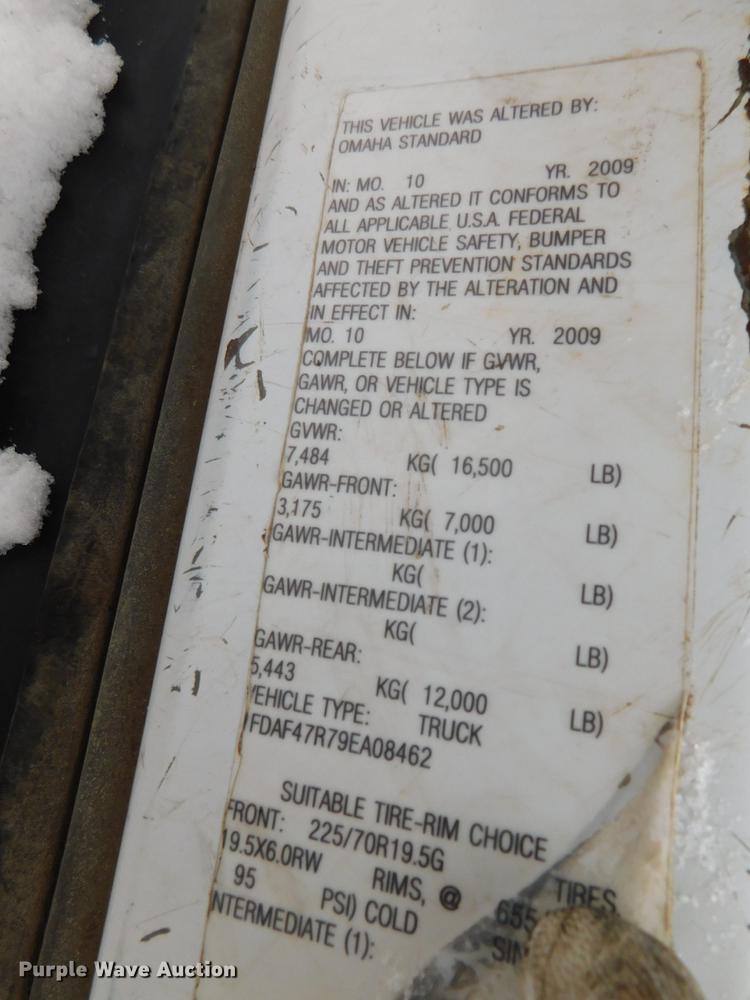 THIS VEHICLE WAS ALTERED BY:
OMAHA STANDARD
IN: MO. 10 YR. 2009
AND AS ALTERED IT CONFORMS TO
ALL APPLICABLE U.S.A. FEDERAL
MOTOR VEHICLE SAFETY, BUMPER
AND THEFT PREVENTION STANDARDS
AFFECTED BY THE ALTERATION AND
IN EFFECT IN:
MO. 10 YR. 2009
COMPLETE BELOW IF GVWR,
GAWR, OR VEHICLE TYPE IS
CHANGED OR ALTERED
GVWR:
7,484 KG( 16,500 LB)
GAWR-FRONT:
3,175 KG( 7,000 LB)
GAWR-INTERMEDIATE (1):
KG( LB)
GAWR-INTERMEDIATE (2):
KG( LB)
GAWR-REAR:
5,443 KG( 12,000 LB)
VEHICLE TYPE: TRUCK
FDAF47R79EA08462
SUITABLE TIRE-RIM CHOICE
FRONT: 225/70R19.5G TIRES
19.5X6.0RW RIMS, @ 655
95 PSI) COLD SIN
NTERMEDIATE (1):
Purple Wave Auction